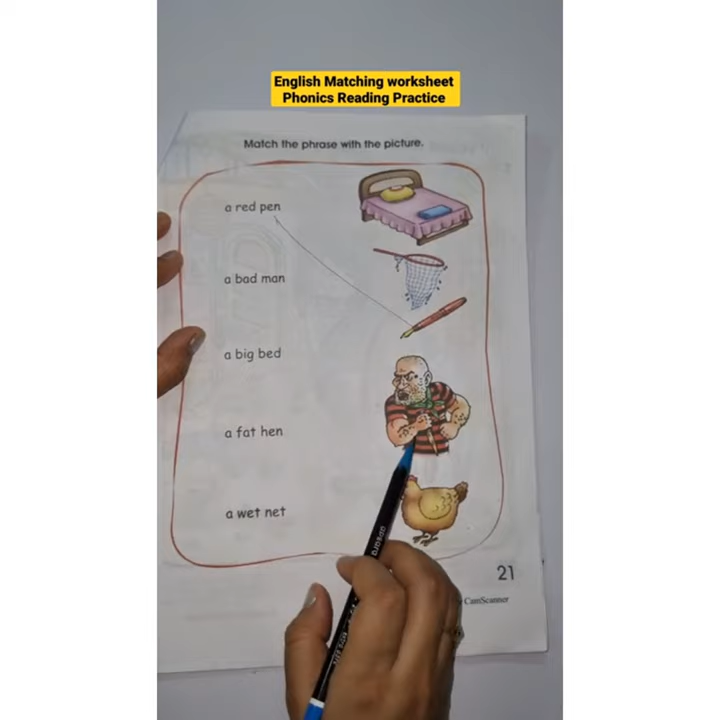 English Matching worksheet
Phonics Reading Practice
Match the phrase with the picture.
a red pen
a bad man
a big bed
a fat hen
a wet net
21
CamScanner